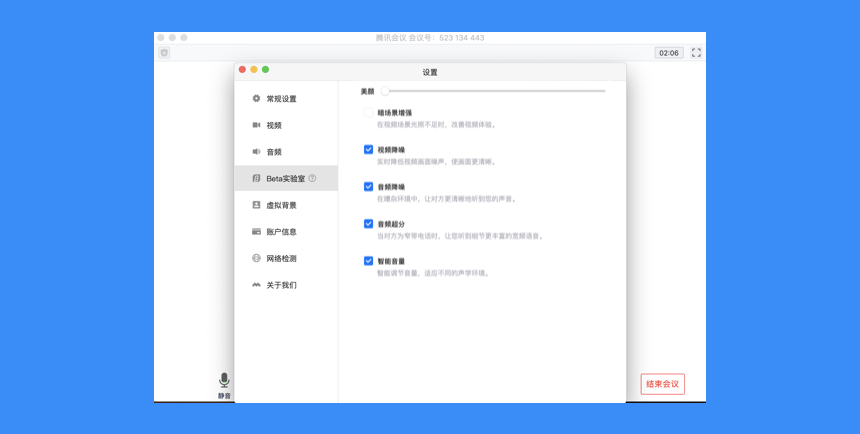 腾讯会议 会议号：523 134 443
02:06
设置
常规设置
视频
音频
Beta实验室
虚拟背景
账户信息
网络检测
关于我们
美颜
暗场景增强
在视频场景光照不足时，改善视频体验。
视频降噪
实时降低视频画面噪声，使画面更清晰。
音频降噪
在嘈杂环境中，让对方更清晰地听到您的声音。
音频超分
当对方为窄带电话时，让您听到细节更丰富的宽频语音。
智能音量
智能调节音量，适应不同的声学环境。
静音
结束会议